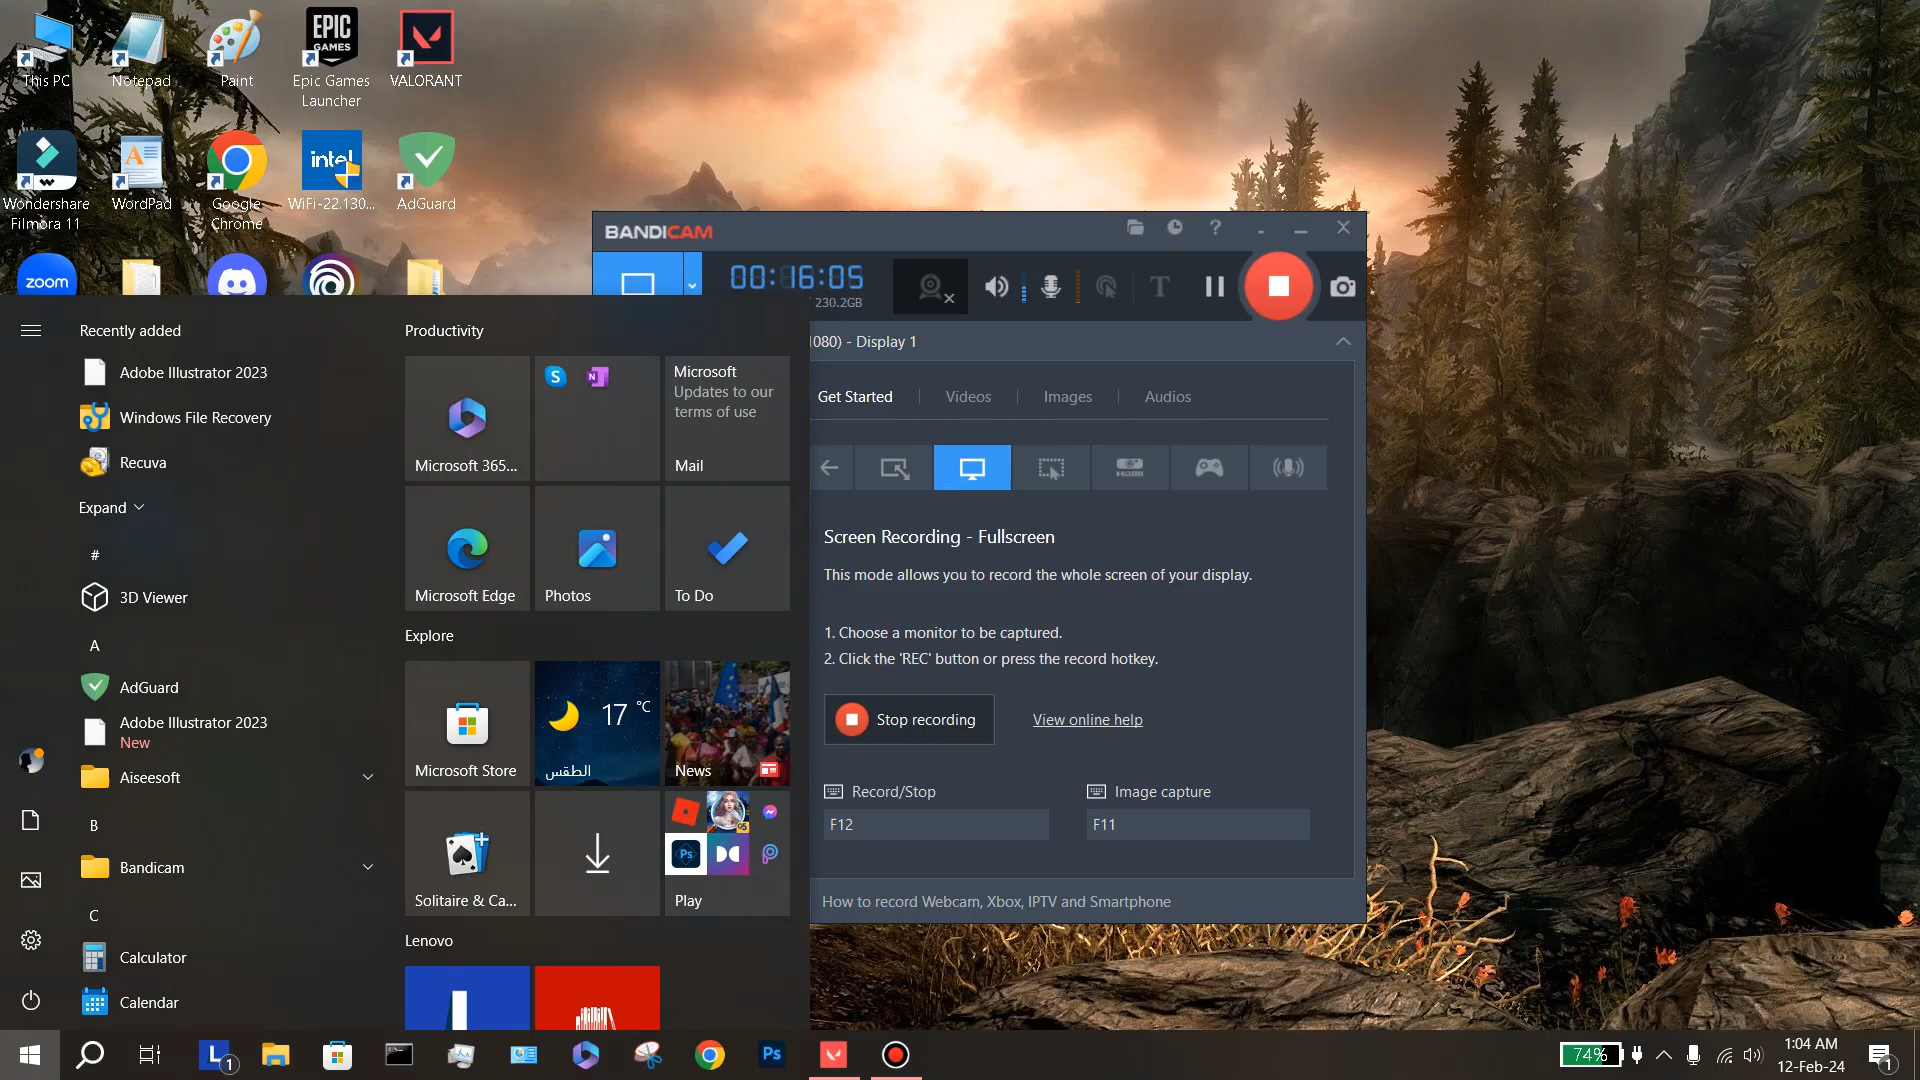 This PC
Notepad
Paint
EPIC
GAMES
Epic Games
Launcher
VALORANT
Wondershare
Filmora 11
WordPad
Google
Chrome
intel
WiFi-22.130...
AdGuard
zoom
BANDICAM
00:16:05
/ 230.2GB
1080) - Display 1
Get Started
Videos
Images
Audios
HDMI
Screen Recording - Fullscreen
This mode allows you to record the whole screen of your display.
1. Choose a monitor to be captured.
2. Click the 'REC' button or press the record hotkey.
Stop recording
View online help
Record/Stop
F12
Image capture
F11
How to record Webcam, Xbox, IPTV and Smartphone
Recently added
Adobe Illustrator 2023
Windows File Recovery
Recuva
Expand
#
3D Viewer
A
AdGuard
Adobe Illustrator 2023
New
Aiseesoft
B
Bandicam
C
Calculator
Calendar
Productivity
Microsoft 365...
Microsoft
Updates to our
terms of use
Mail
Microsoft Edge
Photos
To Do
Explore
Microsoft Store
17 °C
الطقس
News
Solitaire & Ca...
Ps
Play
Lenovo
L
1
Ps
74%
1:04 AM
12-Feb-24
1